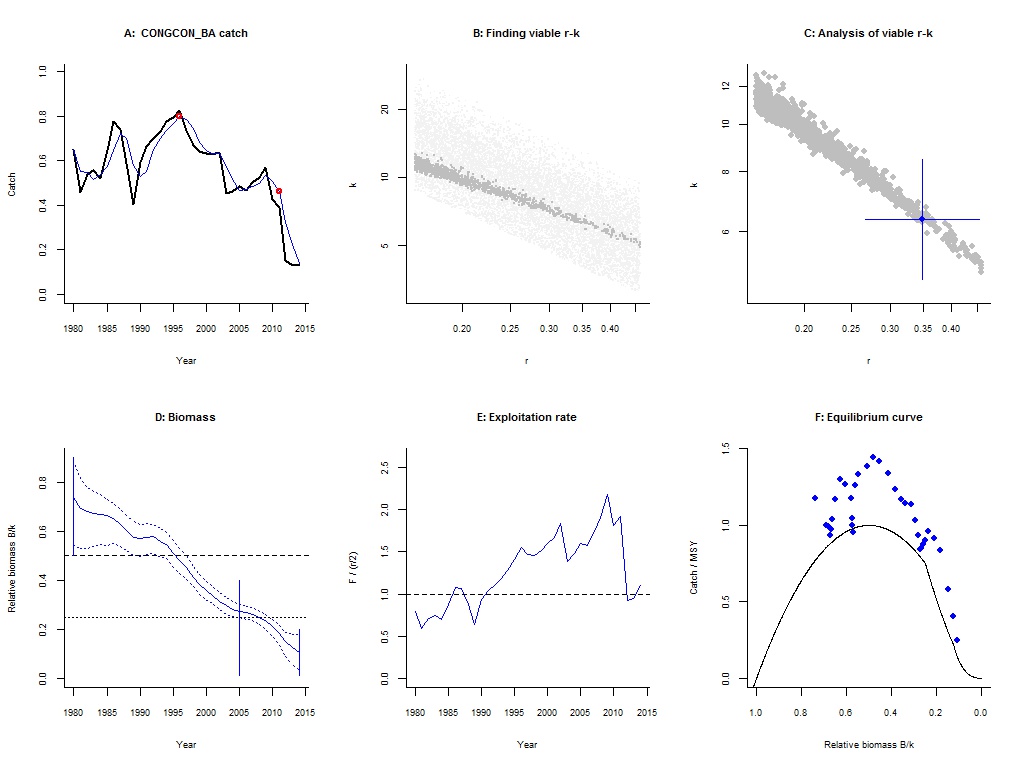 A: CONGCON_BA catch
Catch
1.0
0.8
0.6
0.4
0.2
0.0
1980 1985 1990 1995 2000 2005 2010 2015
Year
B: Finding viable r-k
k
20
10
5
0.20 0.25 0.30 0.35 0.40
r
C: Analysis of viable r-k
k
12
10
8
6
0.20 0.25 0.30 0.35 0.40
r
D: Biomass
Relative biomass B/k
0.8
0.6
0.4
0.2
0.0
1980 1985 1990 1995 2000 2005 2010 2015
Year
E: Exploitation rate
F / (r/2)
2.5
2.0
1.5
1.0
0.5
0.0
1980 1985 1990 1995 2000 2005 2010 2015
Year
F: Equilibrium curve
Catch / MSY
1.5
1.0
0.5
0.0
1.0 0.8 0.6 0.4 0.2 0.0
Relative biomass B/k